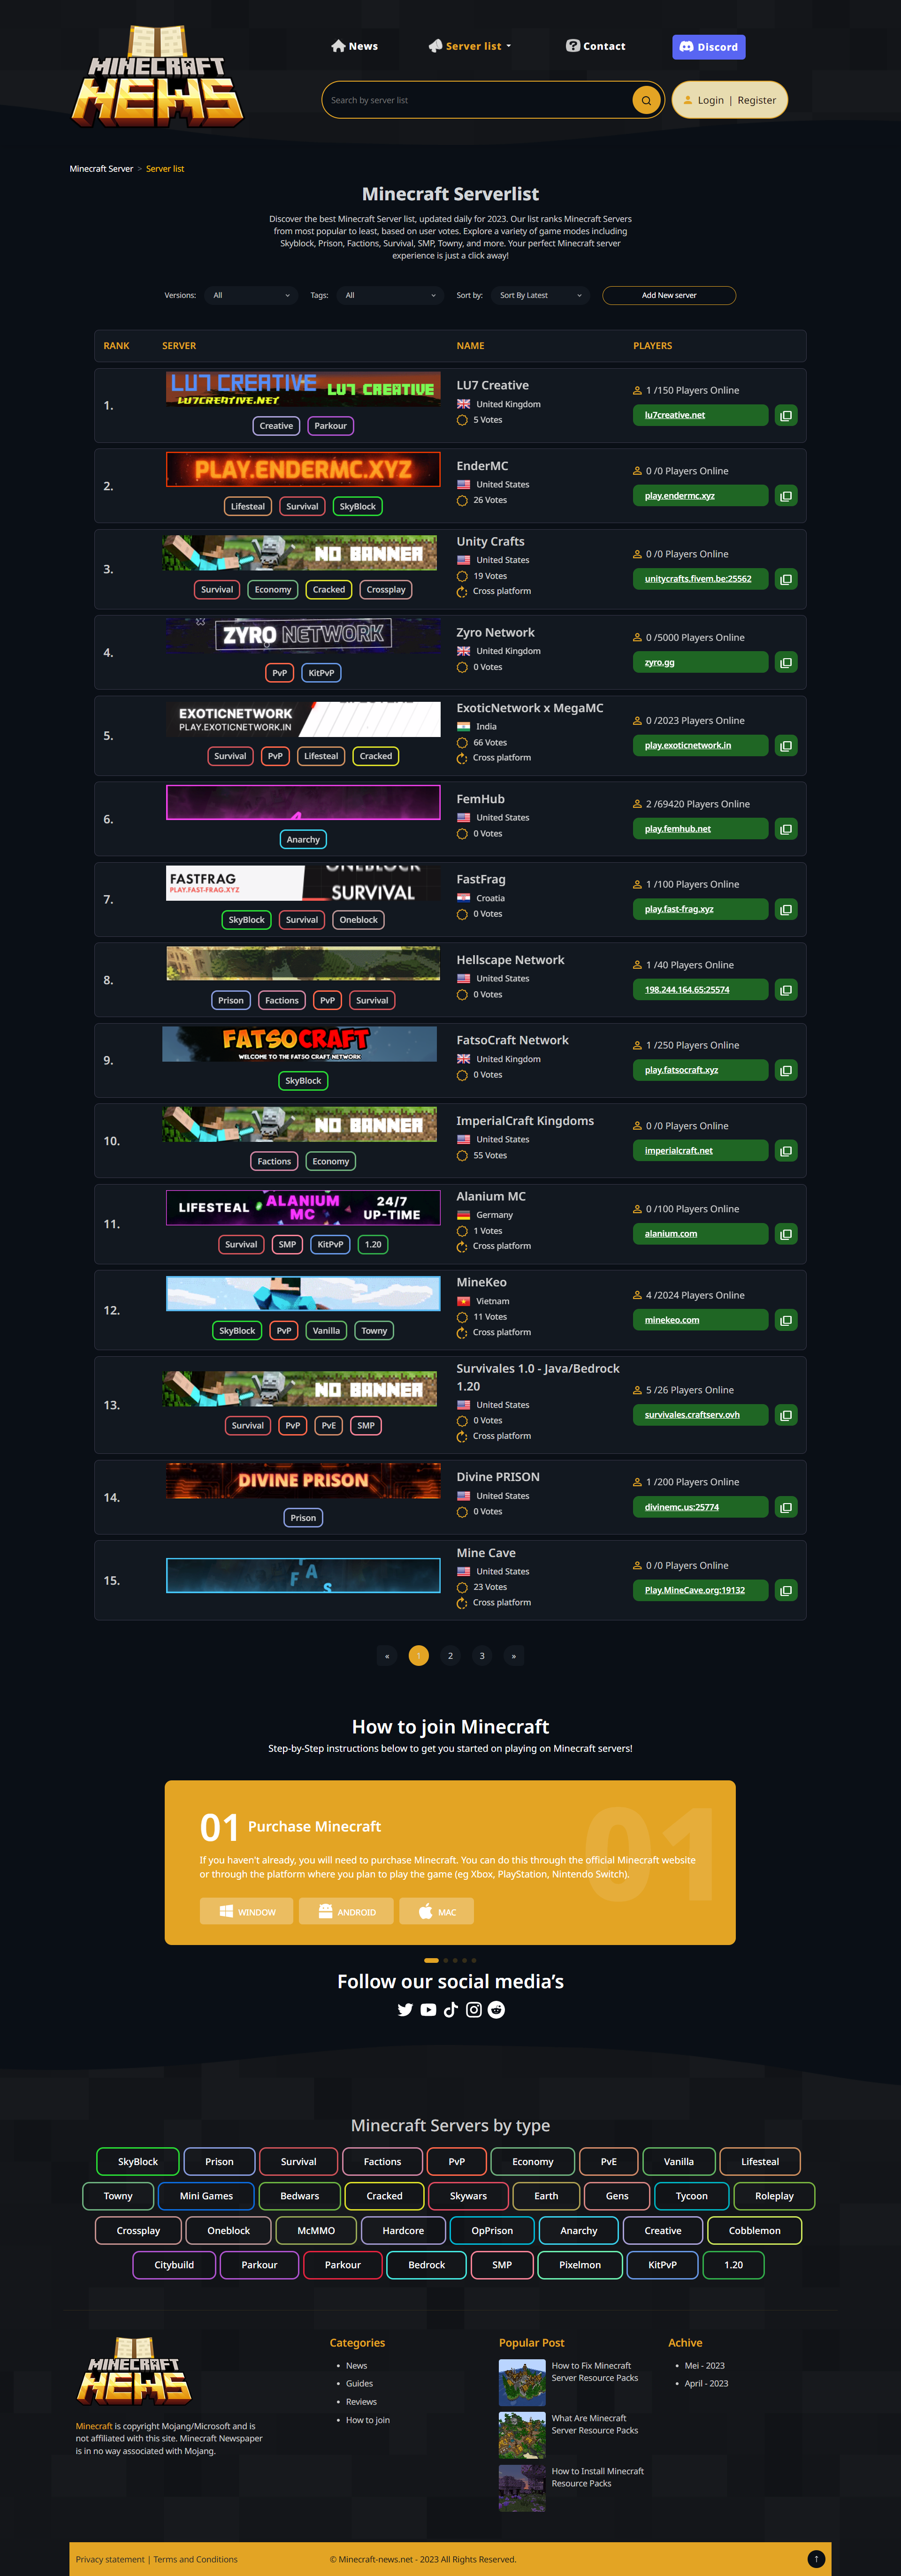 MINECRAFT
NEWS
News
Server list
Contact
Discord
Search by server list
Login | Register
Minecraft Server > Server list
Minecraft Serverlist
Discover the best Minecraft Server list, updated daily for 2023. Our list ranks Minecraft Servers
from most popular to least, based on user votes. Explore a variety of game modes including
Skyblock, Prison, Factions, Survival, SMP, Towny, and more. Your perfect Minecraft server
experience is just a click away!
Versions: All Tags: All Sort by: Sort By Latest Add New server
RANK SERVER NAME PLAYERS
1.
LU7 CREATIVE
LU7CREATIVE.NET
LU7 CREATIVE
Creative Parkour
LU7 Creative
United Kingdom
5 Votes
1 /150 Players Online
lu7creative.net
2.
PLAY.ENDERMC.XYZ
Lifesteal Survival SkyBlock
EnderMC
United States
26 Votes
0 /0 Players Online
play.endermc.xyz
3.
NO BANNER
Survival Economy Cracked Crossplay
Unity Crafts
United States
19 Votes
Cross platform
0 /0 Players Online
unitycrafts.fivem.be:25562
4.
ZYRO NETWORK
PvP KitPvP
Zyro Network
United Kingdom
0 Votes
0 /5000 Players Online
zyro.gg
5.
EXOTICNETWORK
PLAY.EXOTICNETWORK.IN
Survival PvP Lifesteal Cracked
ExoticNetwork x MegaMC
India
66 Votes
Cross platform
0 /2023 Players Online
play.exoticnetwork.in
6.
Anarchy
FemHub
United States
0 Votes
2 /69420 Players Online
play.femhub.net
7.
FASTFRAG
PLAY.FAST-FRAG.XYZ
ONEBLOCK
SURVIVAL
SkyBlock Survival Oneblock
FastFrag
Croatia
0 Votes
1 /100 Players Online
play.fast-frag.xyz
8.
Prison Factions PvP Survival
Hellscape Network
United States
0 Votes
1 /40 Players Online
198.244.164.65:25574
9.
FATSOCRAFT
WELCOME TO THE FATSO CRAFT NETWORK
SkyBlock
FatsoCraft Network
United Kingdom
0 Votes
1 /250 Players Online
play.fatsocraft.xyz
10.
NO BANNER
Factions Economy
ImperialCraft Kingdoms
United States
55 Votes
0 /0 Players Online
imperialcraft.net
11.
LIFESTEAL
ALANIUM
MC
24/7
UP-TIME
Survival SMP KitPvP 1.20
Alanium MC
Germany
1 Votes
Cross platform
0 /100 Players Online
alanium.com
12.
SkyBlock PvP Vanilla Towny
MineKeo
Vietnam
11 Votes
Cross platform
4 /2024 Players Online
minekeo.com
13.
NO BANNER
Survival PvP PvE SMP
Survivales 1.0 - Java/Bedrock
1.20
United States
0 Votes
Cross platform
5 /26 Players Online
survivales.craftserv.ovh
14.
DIVINE PRISON
Prison
Divine PRISON
United States
0 Votes
1 /200 Players Online
divinemc.us:25774
15.
F A S
Mine Cave
United States
23 Votes
Cross platform
0 /0 Players Online
Play.MineCave.org:19132
« 1 2 3 »
How to join Minecraft
Step-by-Step instructions below to get you started on playing on Minecraft servers!
01 Purchase Minecraft
01
If you haven't already, you will need to purchase Minecraft. You can do this through the official Minecraft website
or through the platform where you plan to play the game (eg Xbox, PlayStation, Nintendo Switch).
WINDOW ANDROID MAC
Follow our social media's
Minecraft Servers by type
SkyBlock Prison Survival Factions PvP Economy PvE Vanilla Lifesteal
Towny Mini Games Bedwars Cracked Skywars Earth Gens Tycoon Roleplay
Crossplay Oneblock McMMO Hardcore OpPrison Anarchy Creative Cobblemon
Citybuild Parkour Parkour Bedrock SMP Pixelmon KitPvP 1.20
MINECRAFT
NEWS
Minecraft is copyright Mojang/Microsoft and is
not affiliated with this site. Minecraft Newspaper
is in no way associated with Mojang.
Categories
News
Guides
Reviews
How to join
Popular Post
How to Fix Minecraft
Server Resource Packs
What Are Minecraft
Server Resource Packs
How to Install Minecraft
Resource Packs
Achive
Mei - 2023
April - 2023
Privacy statement | Terms and Conditions
© Minecraft-news.net - 2023 All Rights Reserved.